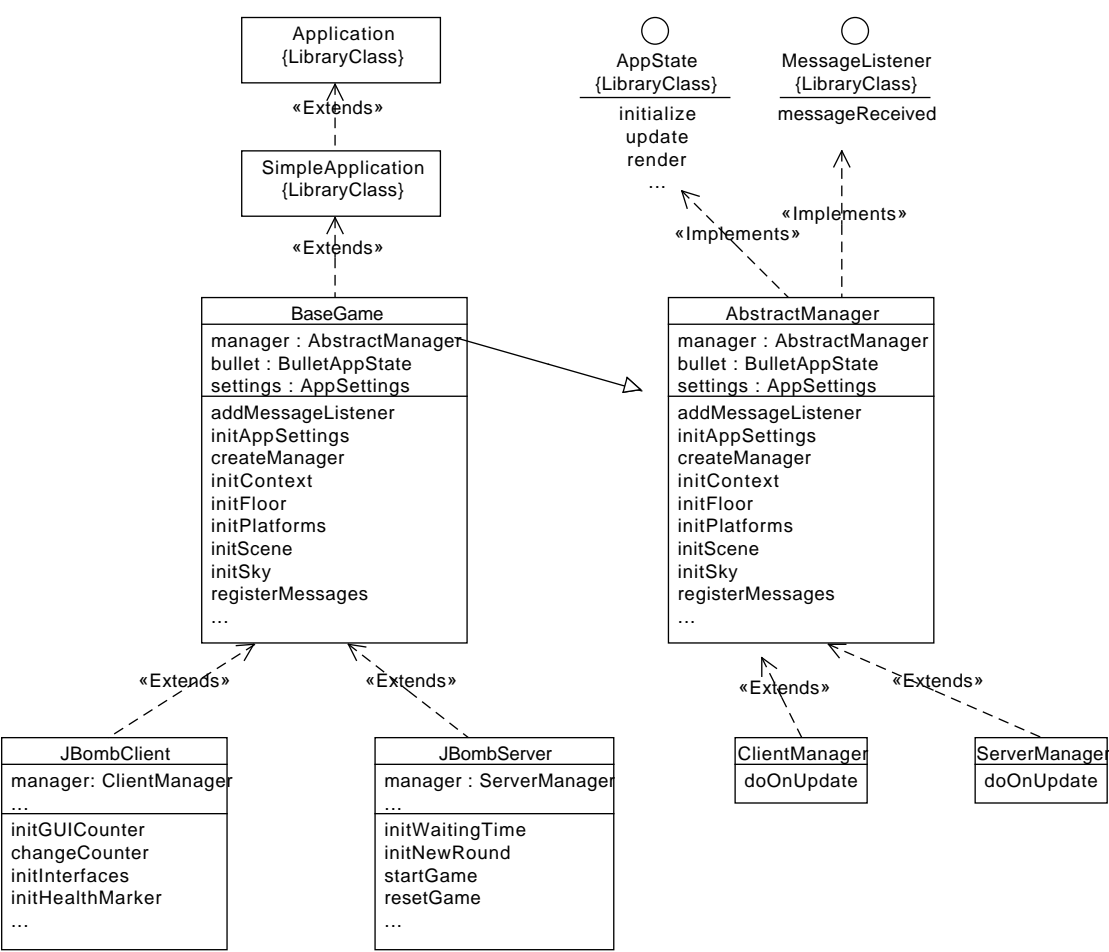 Application
{LibraryClass}
«Extends»
SimpleApplication
{LibraryClass}
«Extends»
AppState
{LibraryClass}
initialize
update
render
...
MessageListener
{LibraryClass}
messageReceived
«Implements»
«Implements»
BaseGame
manager : AbstractManager
bullet : BulletAppState
settings : AppSettings
addMessageListener
initAppSettings
createManager
initContext
initFloor
initPlatforms
initScene
initSky
registerMessages
...
AbstractManager
manager : AbstractManager
bullet : BulletAppState
settings : AppSettings
addMessageListener
initAppSettings
createManager
initContext
initFloor
initPlatforms
initScene
initSky
registerMessages
...
«Extends»
«Extends»
«Extends»
«Extends»
JBombClient
manager: ClientManager
...
initGUICounter
changeCounter
initInterfaces
initHealthMarker
...
JBombServer
manager : ServerManager
...
initWaitingTime
initNewRound
startGame
resetGame
...
ClientManager
doOnUpdate
ServerManager
doOnUpdate